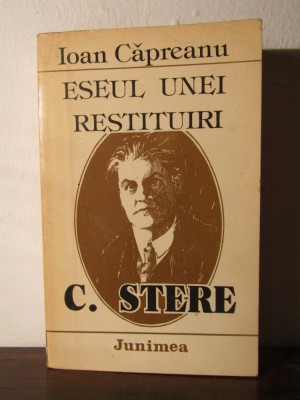 Ioan Căpreanu
ESEUL UNEI
RESTITUIRI
C. STERE
Junimea